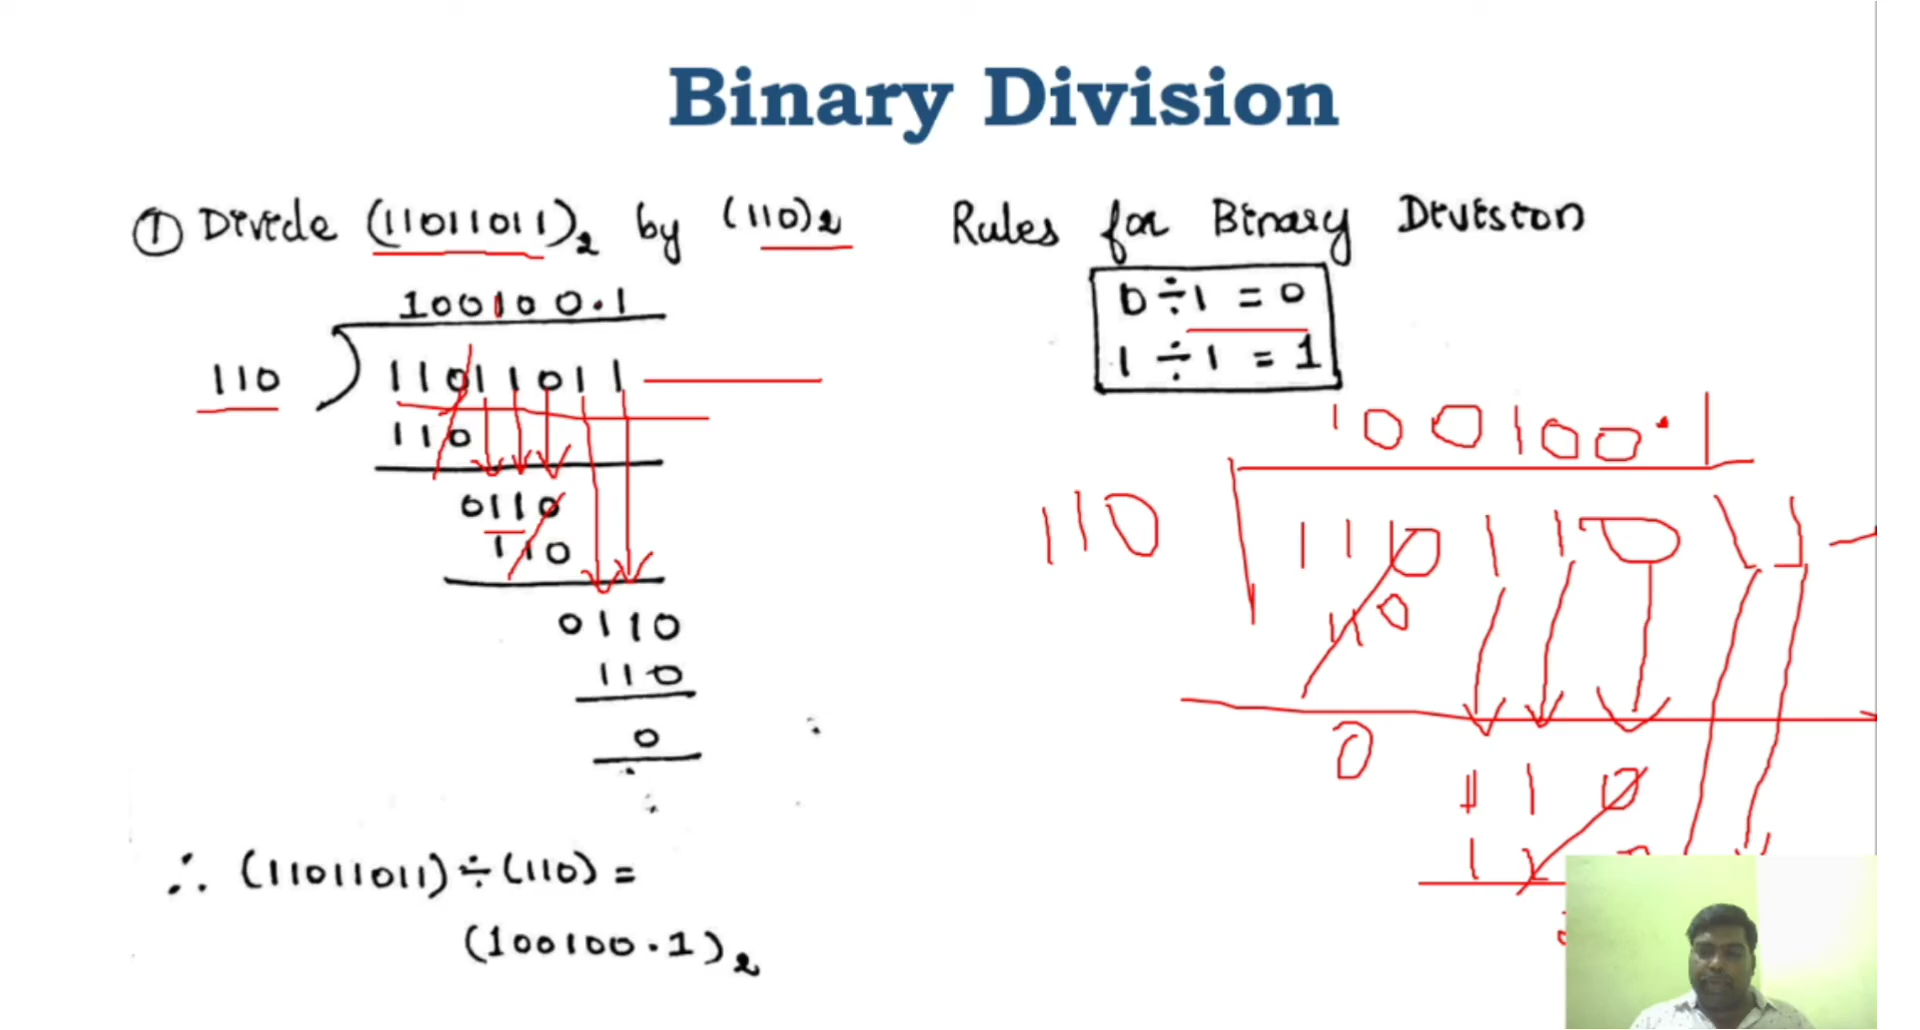 Binary Division
① Divide (11011011)₂ by (110)₂
100100.1
110 ) 11011011
110
0110
110
0110
110
0
∴ (11011011) ÷ (110) =
(100100.1)₂
Rules for Binary Division
0 ÷ 1 = 0
1 ÷ 1 = 1
100100.1
110
11011011
110
0
110